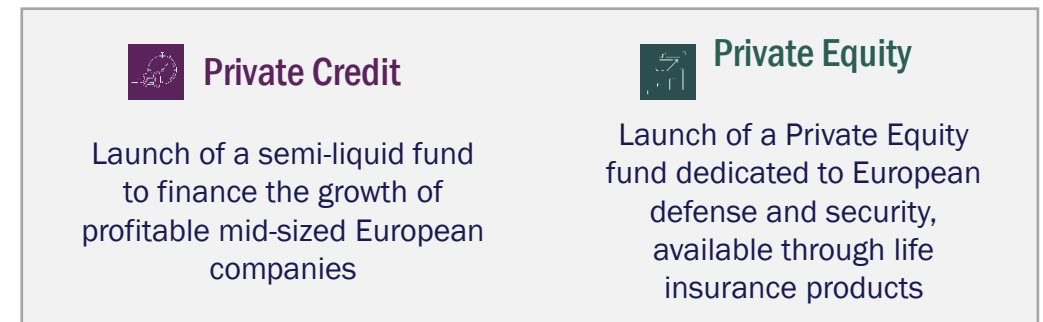 Private Credit
Launch of a semi-liquid fund
to finance the growth of
profitable mid-sized European
companies
Private Equity
Launch of a Private Equity
fund dedicated to European
defense and security,
available through life
insurance products